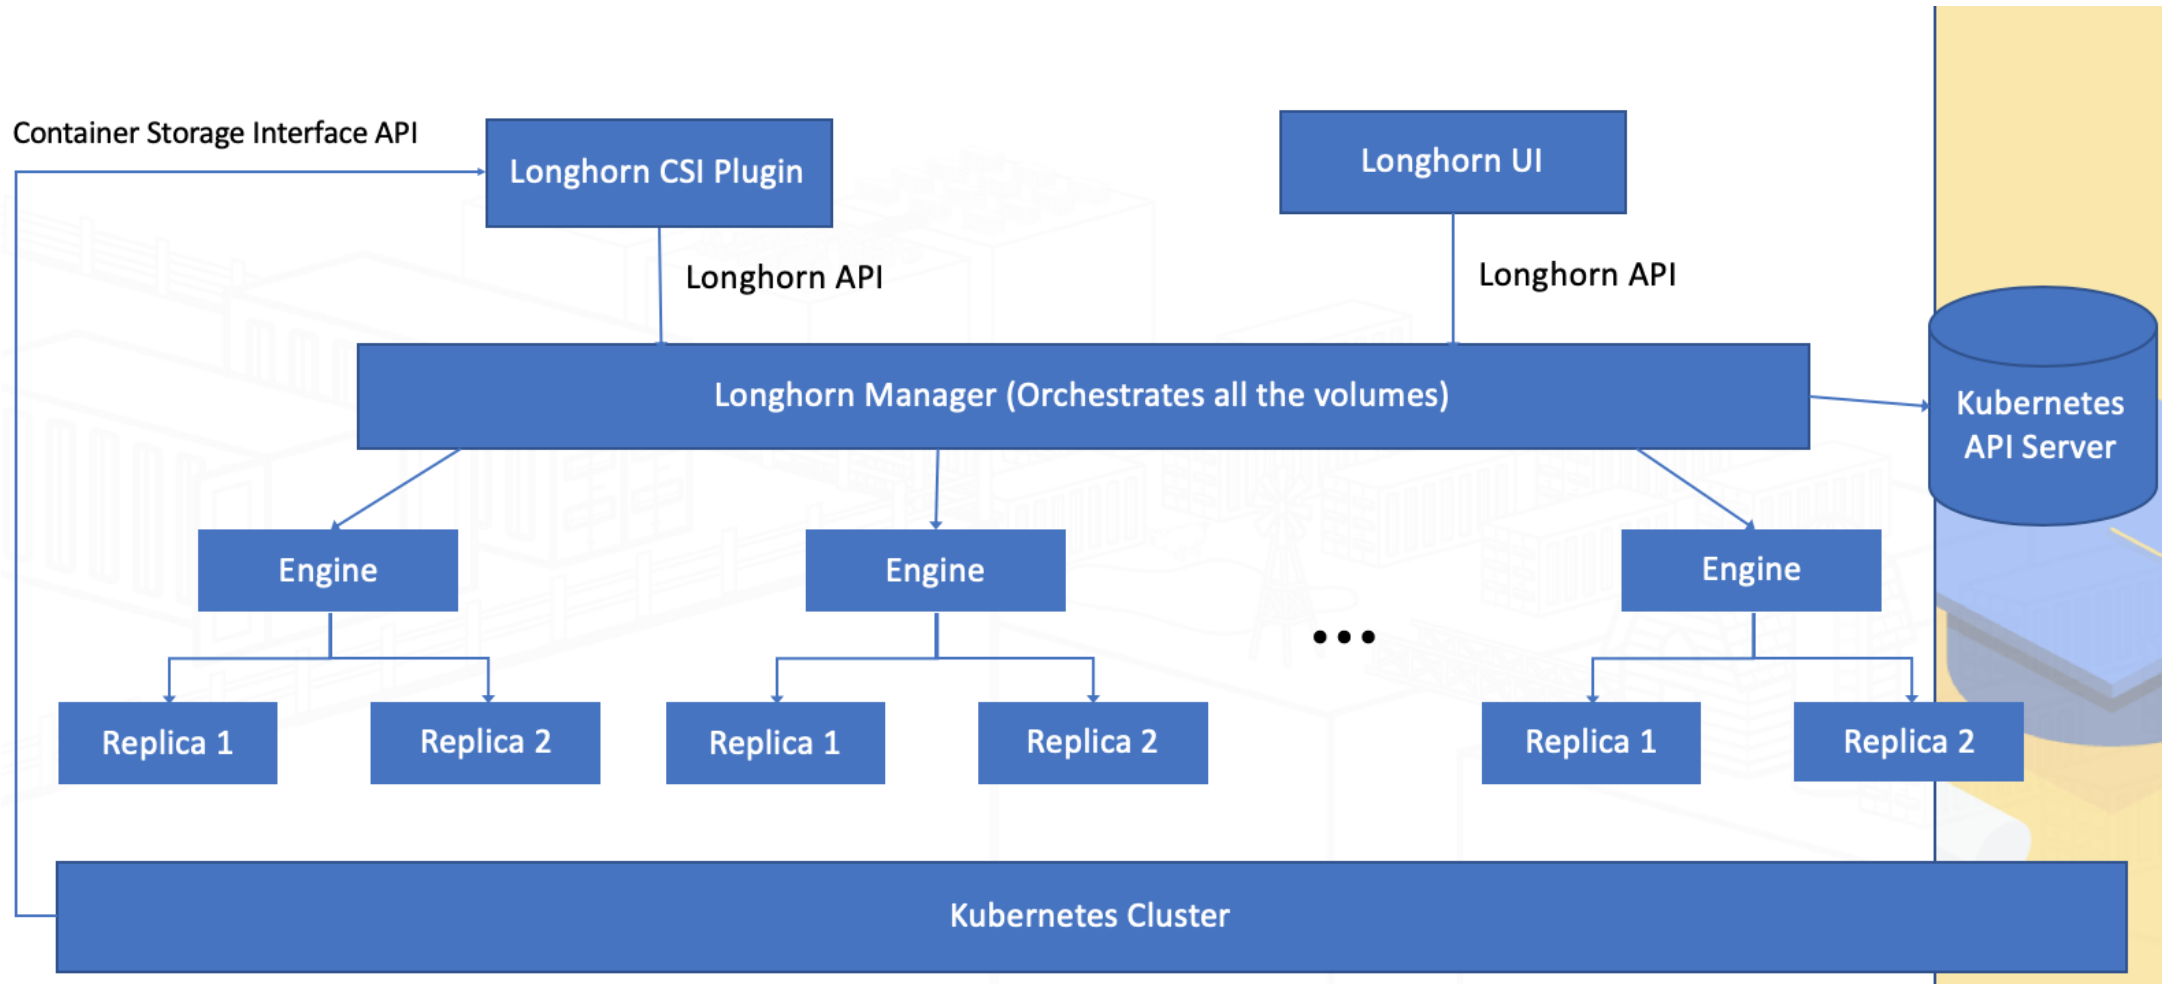 Container Storage Interface API
Longhorn CSI Plugin
Longhorn UI
Longhorn API
Longhorn API
Longhorn Manager (Orchestrates all the volumes)
Kubernetes
API Server
Engine
Engine
Engine
...
Replica 1
Replica 2
Replica 1
Replica 2
Replica 1
Replica 2
Kubernetes Cluster